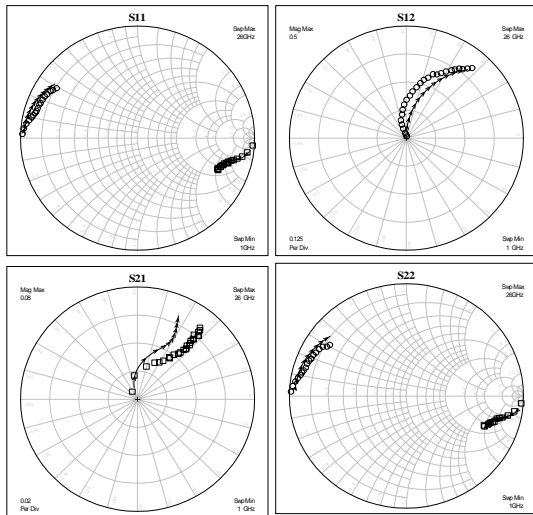 S11
Swp Max
26GHz
Swp Min
1GHz
S12
Mag Max
0.5
Swp Max
26 GHz
0.125
Per Div
Swp Min
1 GHz
S21
Mag Max
0.08
Swp Max
26 GHz
0.02
Per Div
Swp Min
1 GHz
S22
Swp Max
26GHz
Swp Min
1GHz